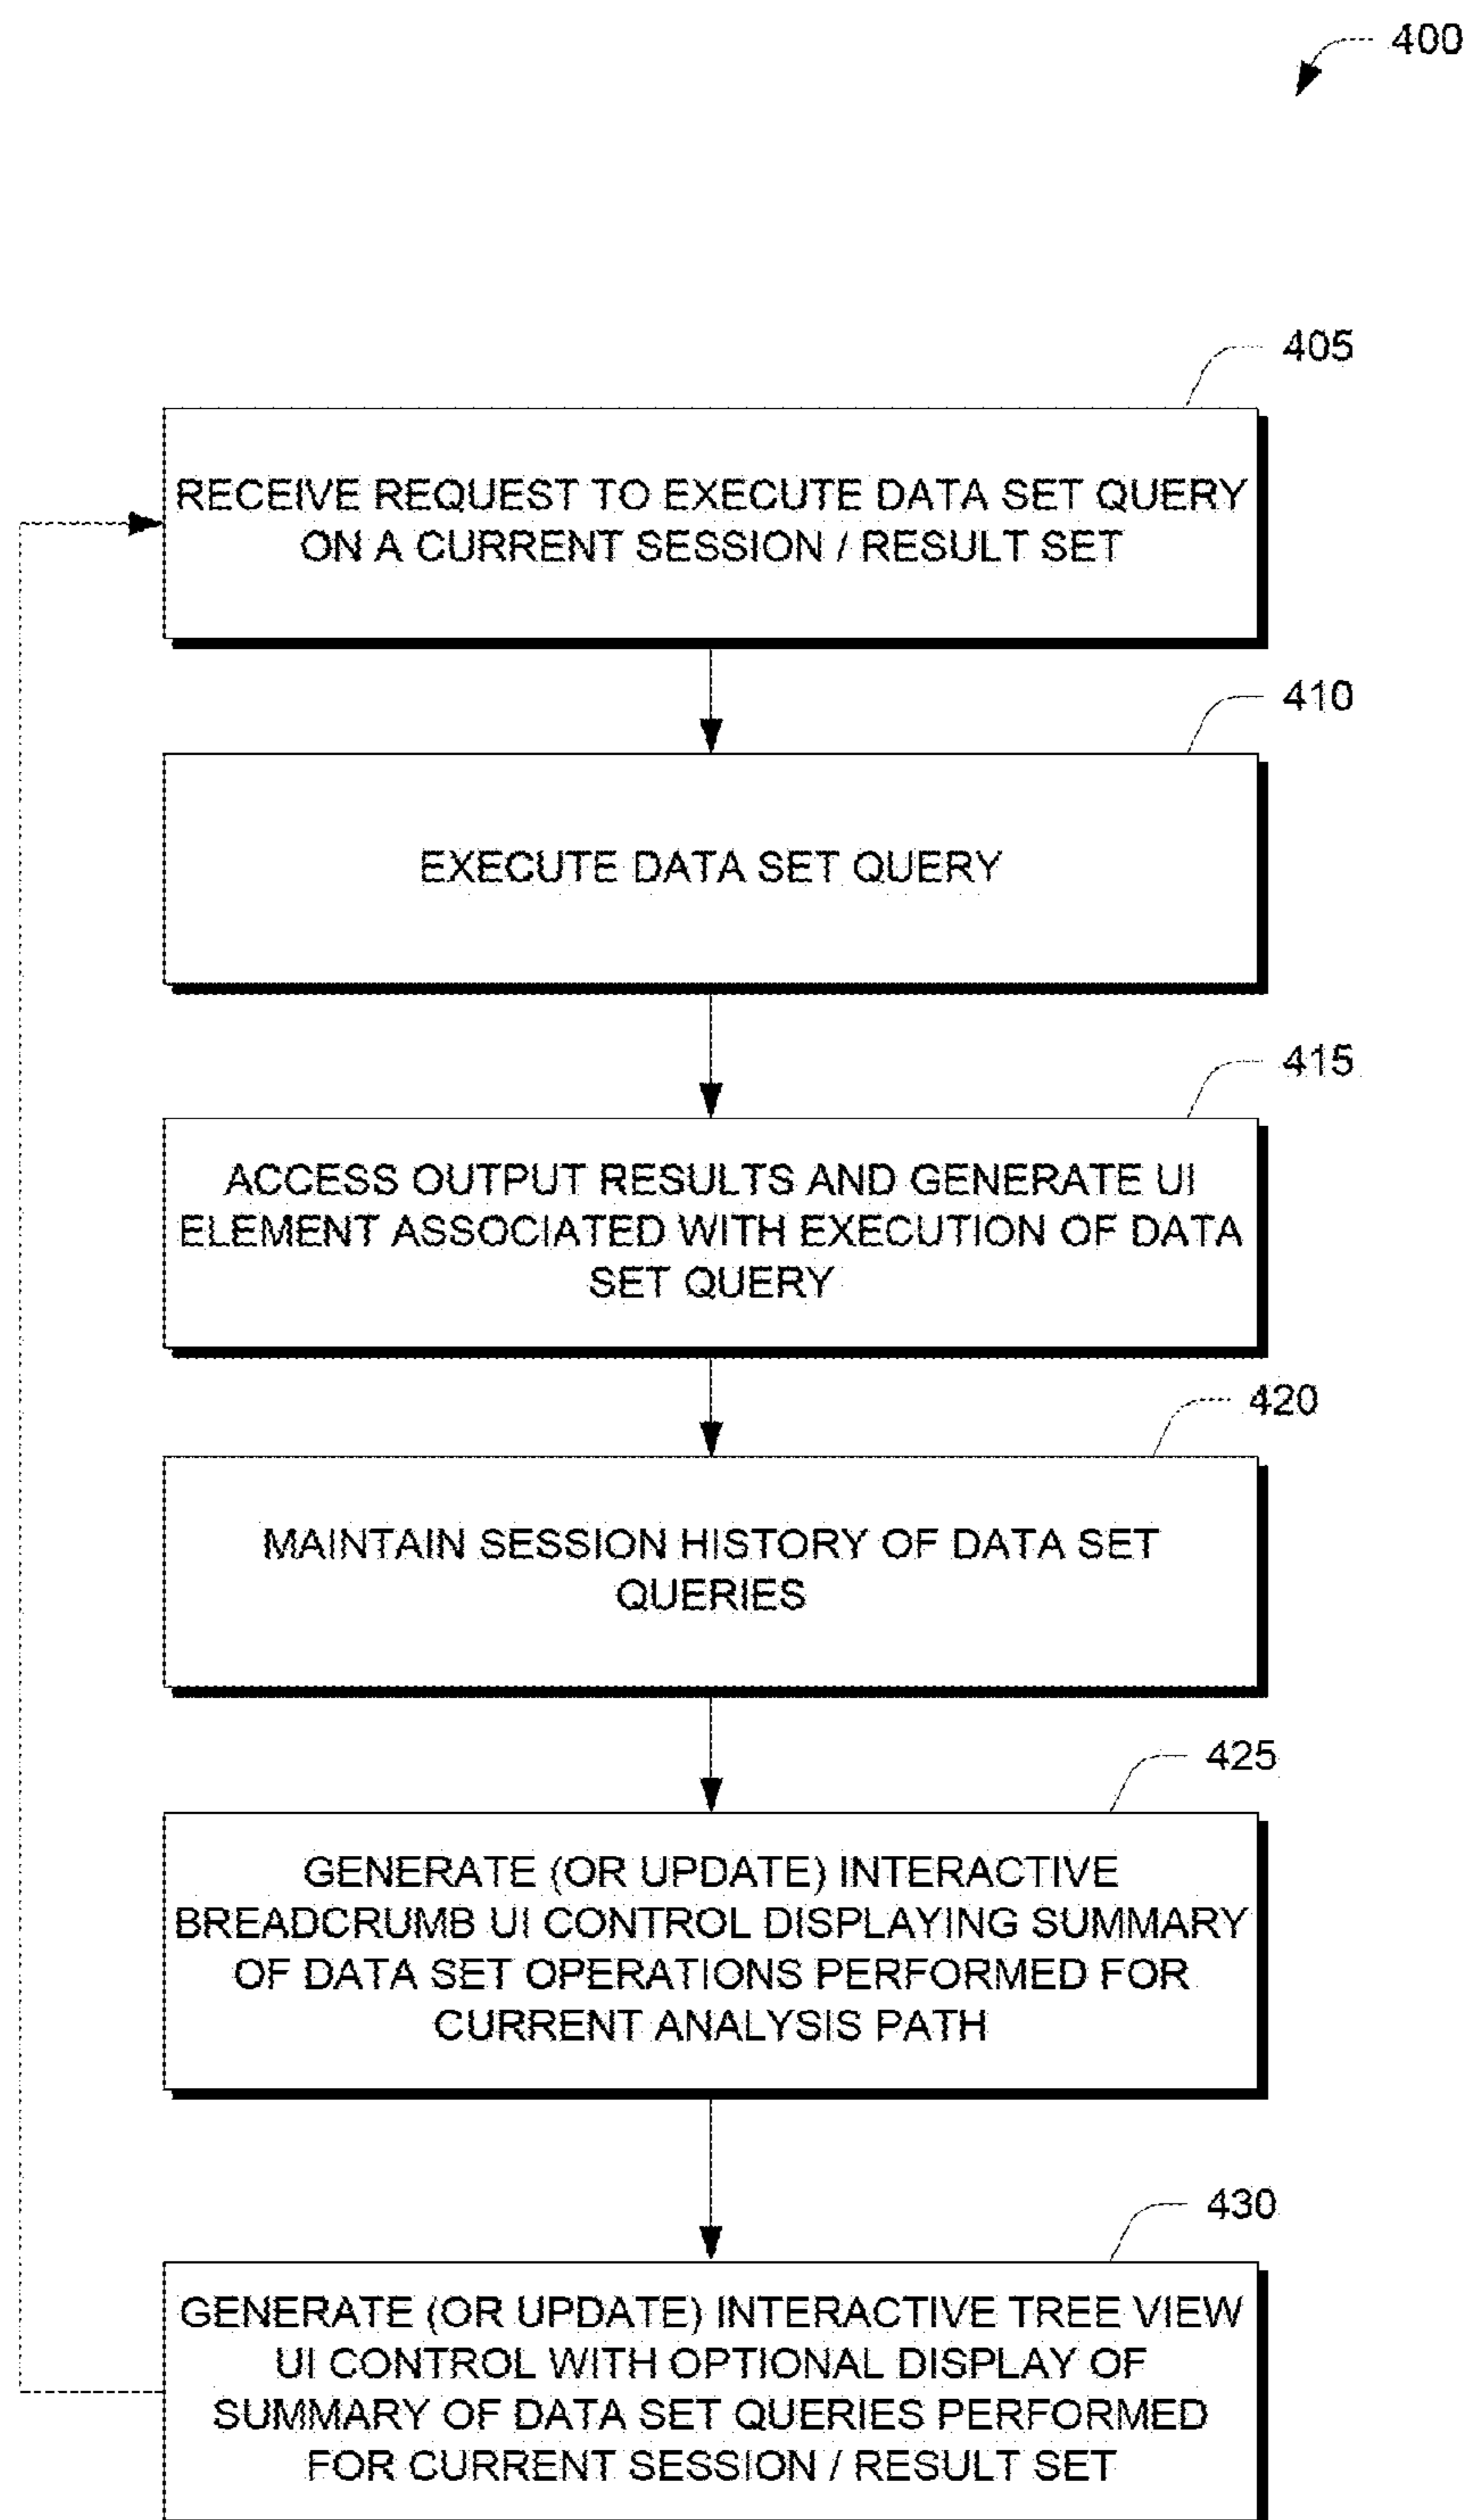 400
405
RECEIVE REQUEST TO EXECUTE DATA SET QUERY
ON A CURRENT SESSION / RESULT SET
410
EXECUTE DATA SET QUERY
415
ACCESS OUTPUT RESULTS AND GENERATE UI
ELEMENT ASSOCIATED WITH EXECUTION OF DATA
SET QUERY
420
MAINTAIN SESSION HISTORY OF DATA SET
QUERIES
425
GENERATE (OR UPDATE) INTERACTIVE
BREADCRUMB UI CONTROL DISPLAYING SUMMARY
OF DATA SET OPERATIONS PERFORMED FOR
CURRENT ANALYSIS PATH
430
GENERATE (OR UPDATE) INTERACTIVE TREE VIEW
UI CONTROL WITH OPTIONAL DISPLAY OF
SUMMARY OF DATA SET QUERIES PERFORMED
FOR CURRENT SESSION / RESULT SET